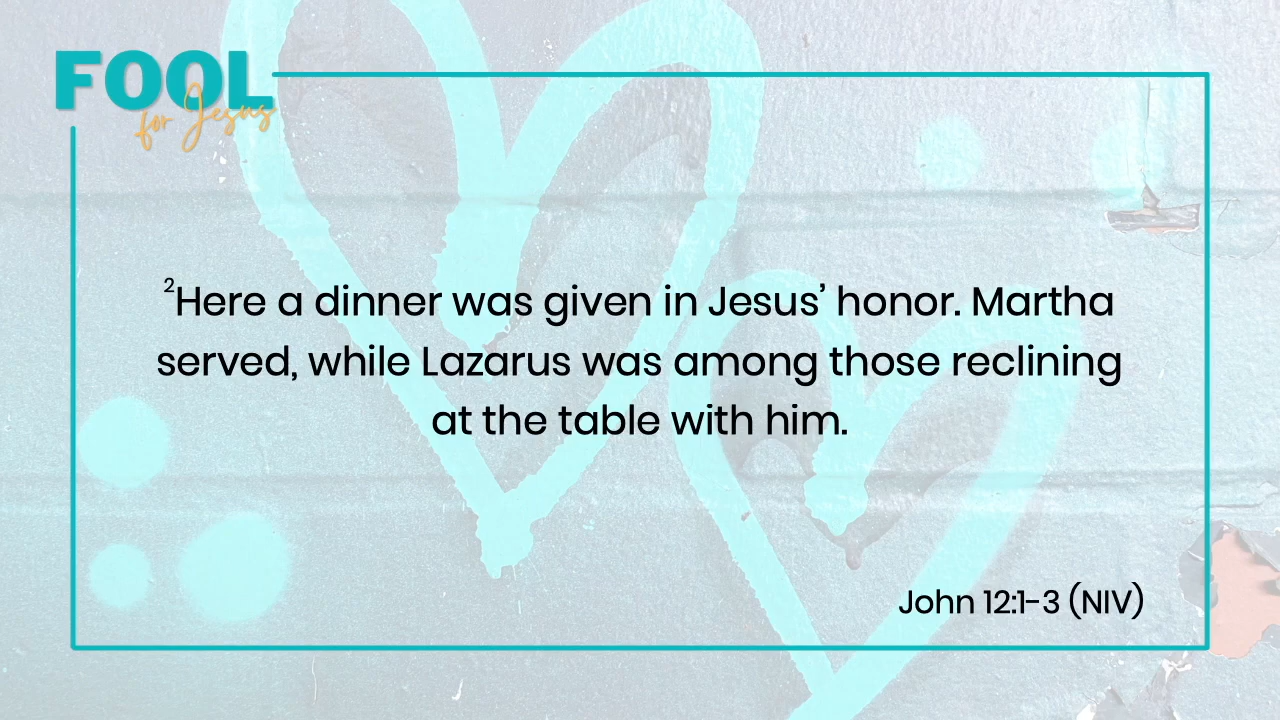 FOOL
for Jesus
²Here a dinner was given in Jesus’ honor. Martha
served, while Lazarus was among those reclining
at the table with him.
John 12:1-3 (NIV)